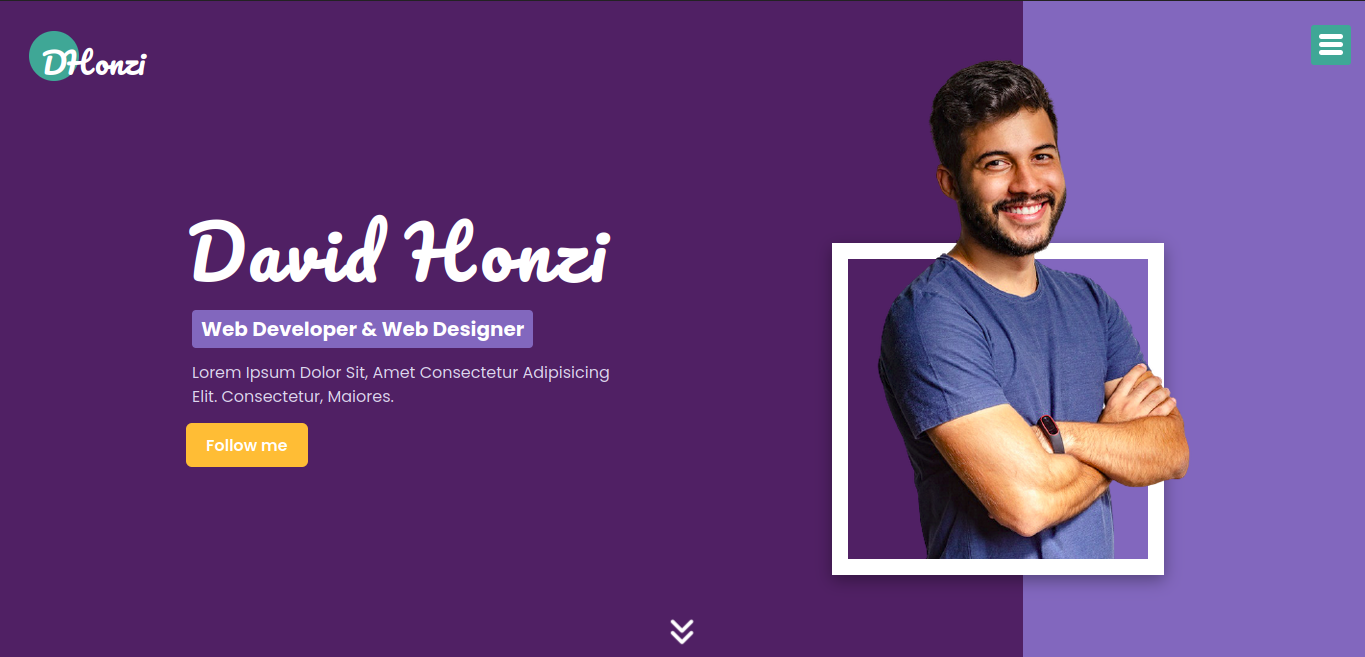 DHonzi
David Honzi
Web Developer & Web Designer
Lorem Ipsum Dolor Sit, Amet Consectetur Adipisicing
Elit. Consectetur, Maiores.
Follow me